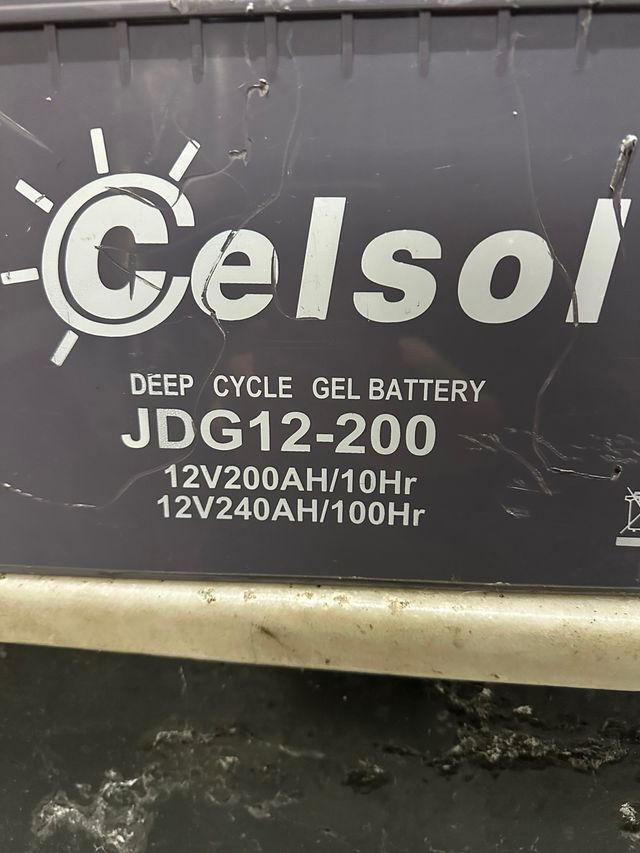 Celsol
DEEP CYCLE GEL BATTERY
JDG12-200
12V200AH/10Hr
12V240AH/100Hr